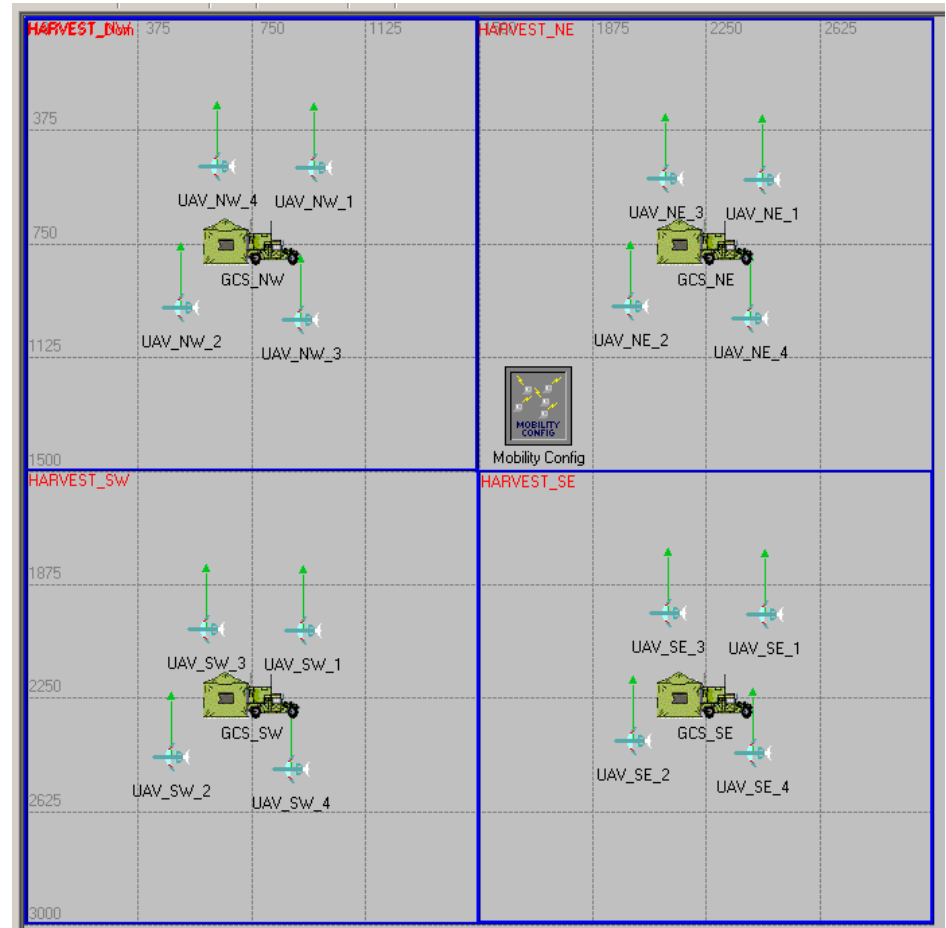 375 750 1125
HARVEST_NE 1875 2250 2625
375
UAV_NW_4 UAV_NW_1
UAV_NE_3 UAV_NE_1
750
GCS_NW
GCS_NE
UAV_NW_2 UAV_NW_3
UAV_NE_2 UAV_NE_4
1125
MOBILITY
CONFIG
Mobility Config
1500
HARVEST_SW
HARVEST_SE
1875
UAV_SW_3 UAV_SW_1
UAV_SE_3 UAV_SE_1
2250
GCS_SW
GCS_SE
UAV_SW_2 UAV_SW_4
UAV_SE_2 UAV_SE_4
2625
3000